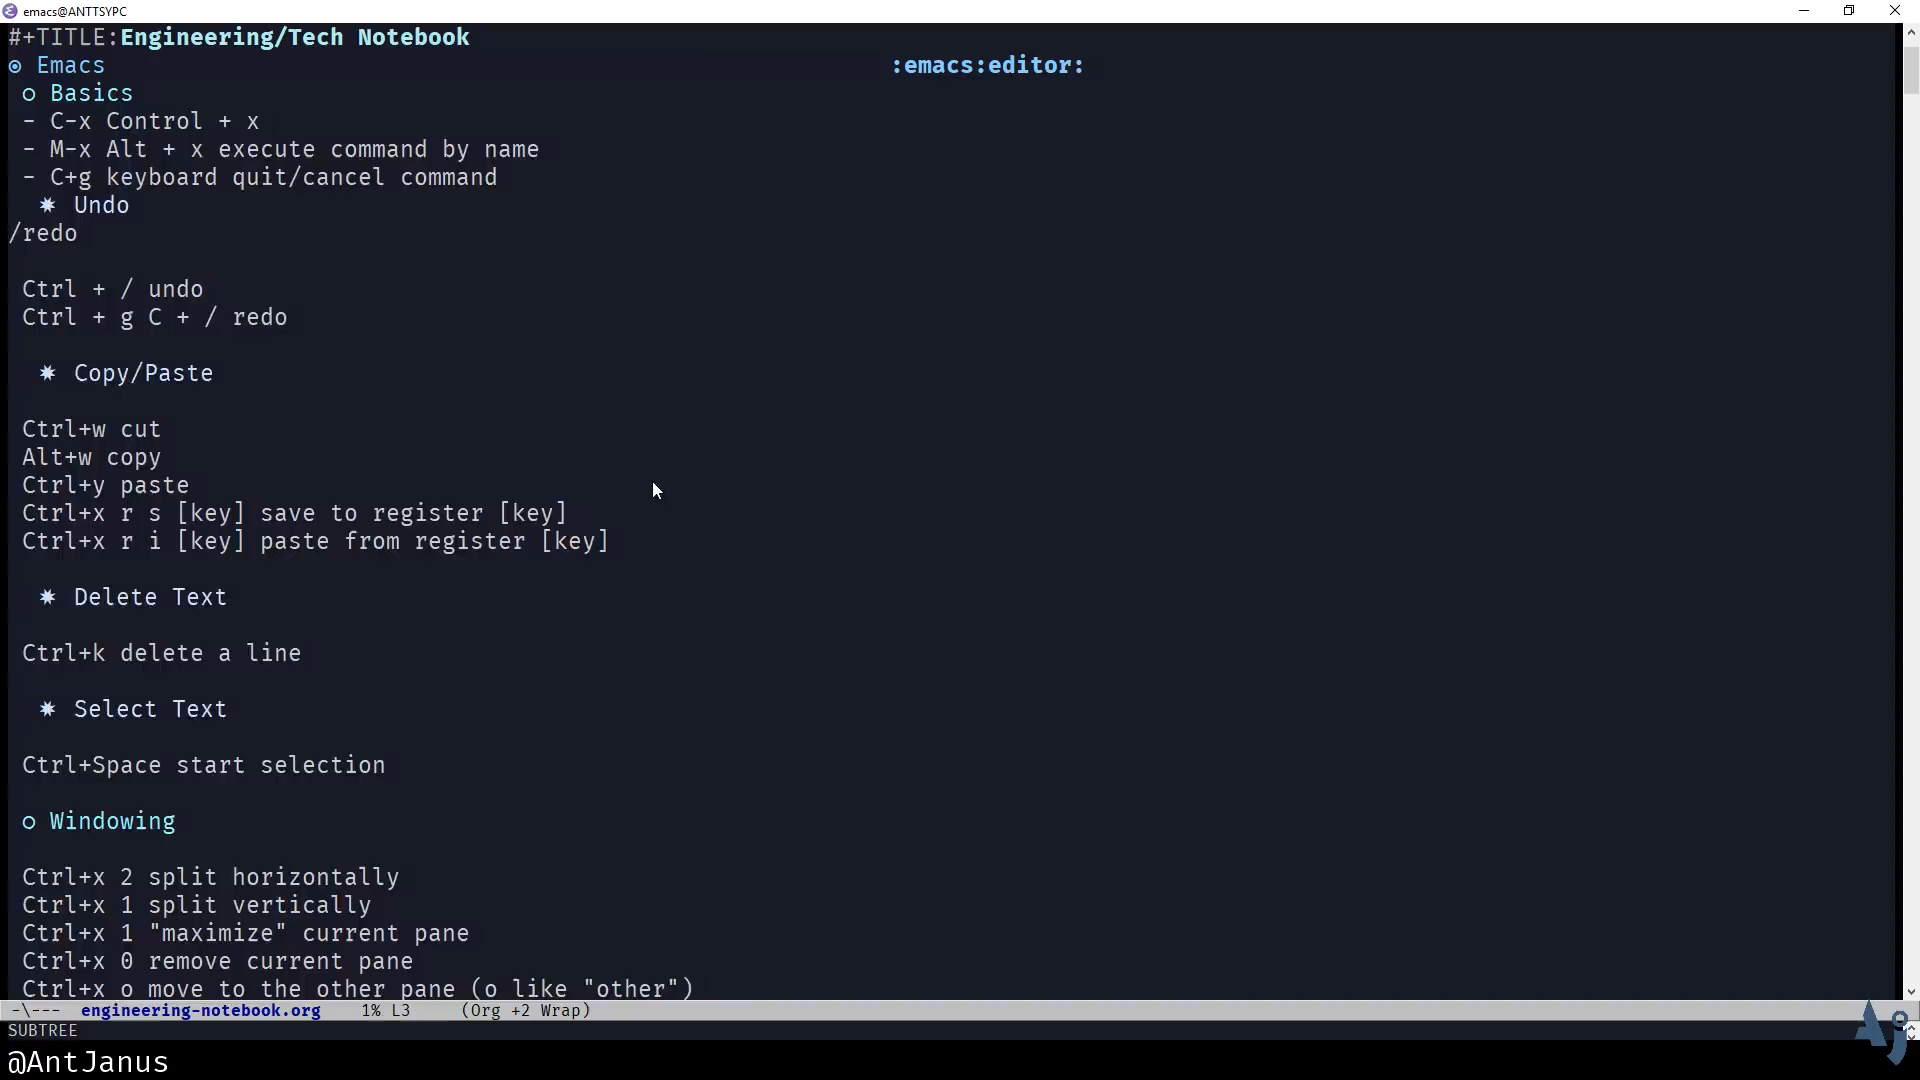 emacs@ANTTSYPC
#+TITLE:Engineering/Tech Notebook
Emacs :emacs:editor:
Basics
- C-x Control + x
- M-x Alt + x execute command by name
- C+g keyboard quit/cancel command
Undo
/redo
Ctrl + / undo
Ctrl + g C + / redo
Copy/Paste
Ctrl+w cut
Alt+w copy
Ctrl+y paste
Ctrl+x r s [key] save to register [key]
Ctrl+x r i [key] paste from register [key]
Delete Text
Ctrl+k delete a line
Select Text
Ctrl+Space start selection
Windowing
Ctrl+x 2 split horizontally
Ctrl+x 1 split vertically
Ctrl+x 1 "maximize" current pane
Ctrl+x 0 remove current pane
Ctrl+x o move to the other pane (o like "other")
-\--- engineering-notebook.org 1% L3 (Org +2 Wrap)
SUBTREE
@AntJanus
AJ